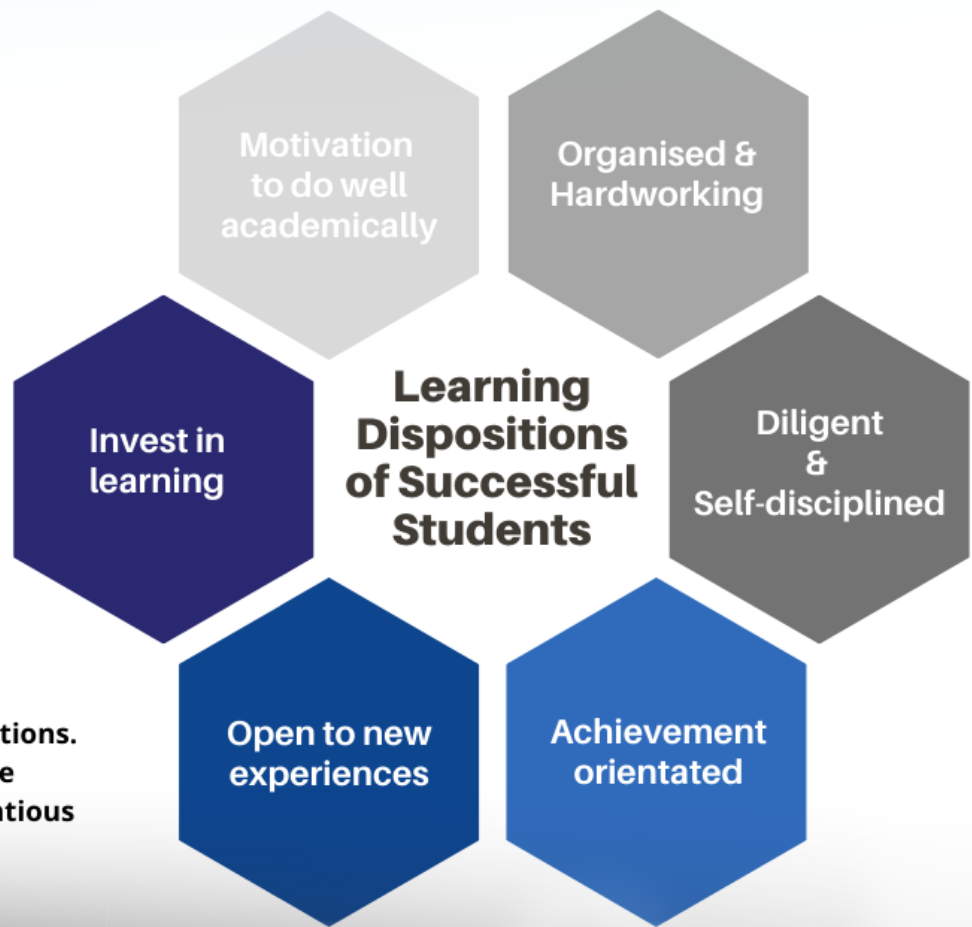 Motivation
to do well
academically
Organised &
Hardworking
Invest in
learning
Learning
Dispositions
of Successful
Students
Diligent
&
Self-disciplined
Open to new
experiences
Achievement
orientated